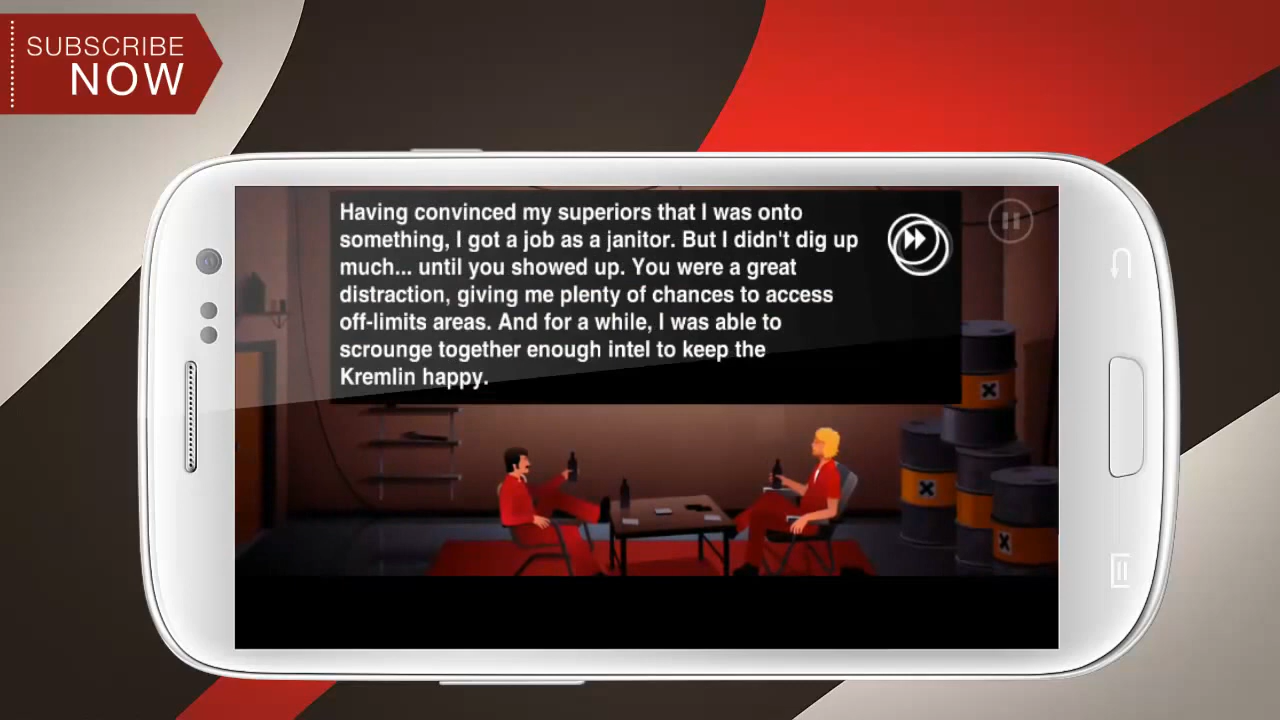 SUBSCRIBE
NOW
Having convinced my superiors that I was onto
something, I got a job as a janitor. But I didn't dig up
much... until you showed up. You were a great
distraction, giving me plenty of chances to access
off-limits areas. And for a while, I was able to
scrounge together enough intel to keep the
Kremlin happy.